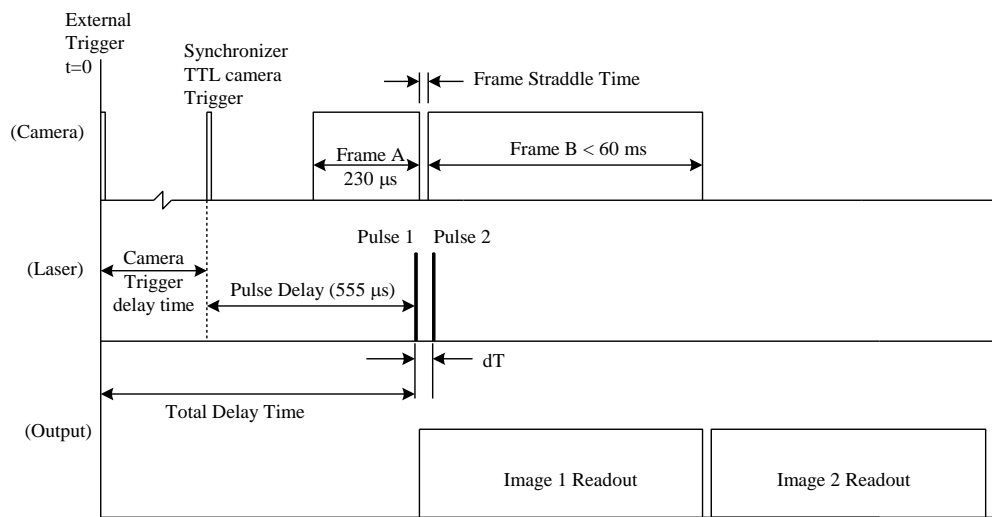 External
Trigger
t=0
Synchronizer
TTL camera
Trigger
Frame Straddle Time
(Camera)
Frame A
230 μs
Frame B < 60 ms
Pulse 1
Pulse 2
(Laser)
Camera
Trigger
delay time
Pulse Delay (555 μs)
dT
Total Delay Time
(Output)
Image 1 Readout
Image 2 Readout